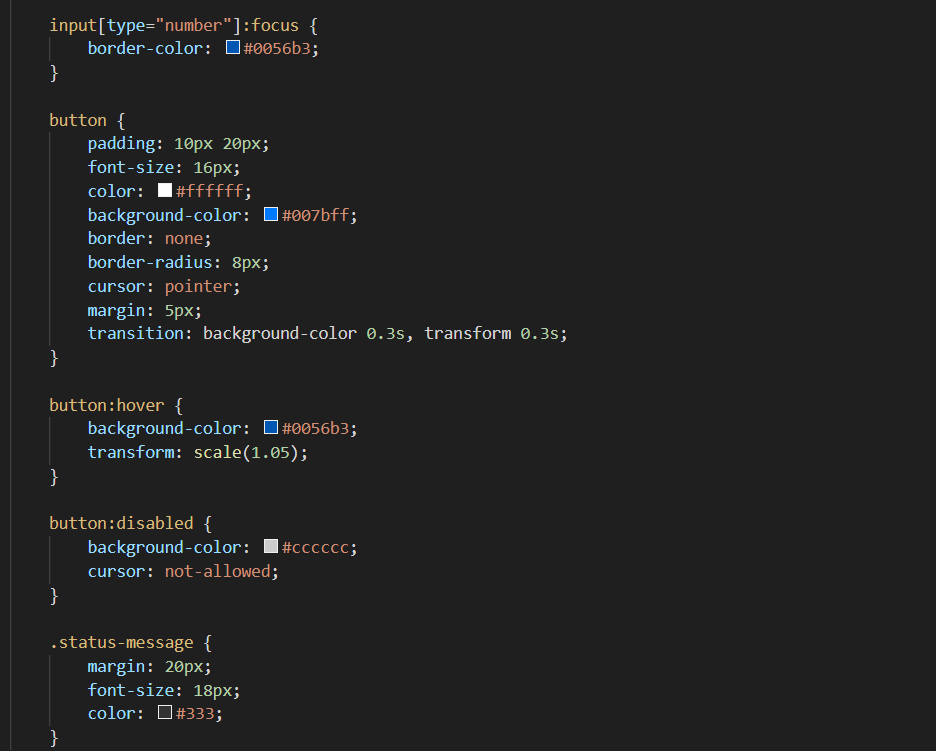 input[type="number"]:focus {
    border-color: #0056b3;
}

button {
    padding: 10px 20px;
    font-size: 16px;
    color: #ffffff;
    background-color: #007bff;
    border: none;
    border-radius: 8px;
    cursor: pointer;
    margin: 5px;
    transition: background-color 0.3s, transform 0.3s;
}

button:hover {
    background-color: #0056b3;
    transform: scale(1.05);
}

button:disabled {
    background-color: #cccccc;
    cursor: not-allowed;
}

.status-message {
    margin: 20px;
    font-size: 18px;
    color: #333;
}